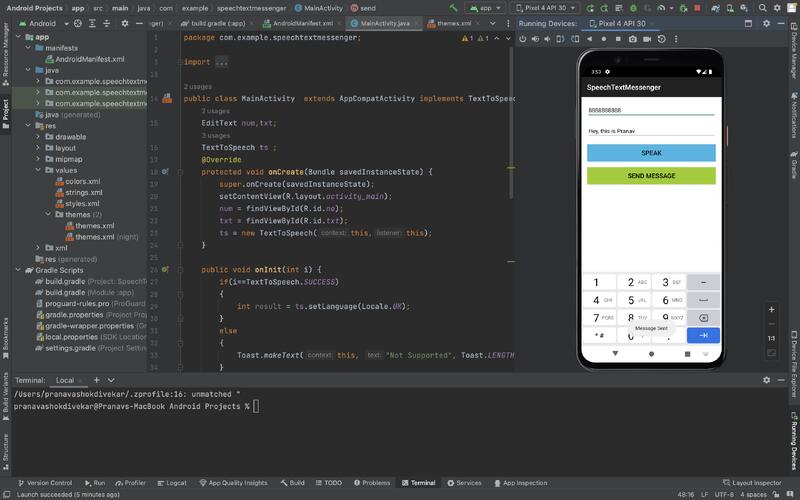 Android Projects › app › src › main › java › com › example › speechtextmessenger › MainActivity › send
app
Pixel 4 API 30
Android
ger)
build.gradle (:app)
AndroidManifest.xml
MainActivity.java
themes.xml
Running Devices:
Pixel 4 API 30
Resource Manager
Project
Bookmarks
Build Variants
Structure
app
manifests
AndroidManifest.xml
java
com.example.speechtextm
com.example.speechtextm
com.example.speechtextm
java (generated)
res
drawable
layout
mipmap
values
colors.xml
strings.xml
styles.xml
themes (2)
themes.xml
themes.xml (night)
xml
res (generated)
Gradle Scripts
build.gradle (Project: SpeechT
build.gradle (Module :app)
proguard-rules.pro (ProGuard
gradle.properties (Project Prop
gradle-wrapper.properties (Gra
local.properties (SDK Location
settings.gradle (Project Setting
1 package com.example.speechtextmessenger;
1 1
2
3 import ...
13
2 usages
14 public class MainActivity extends AppCompatActivity implements TextToSpeech
2 usages
15 EditText num,txt;
3 usages
16 TextToSpeech ts ;
17 @Override
18 protected void onCreate(Bundle savedInstanceState) {
19 super.onCreate(savedInstanceState);
20 setContentView(R.layout.activity_main);
21 num = findViewById(R.id.no);
22 txt = findViewById(R.id.txt);
23 ts = new TextToSpeech( context: this, listener: this);
24 }
25
26 public void onInit(int i) {
27 if(i==TextToSpeech.SUCCESS)
28 {
29 int result = ts.setLanguage(Locale.UK);
30 }
31 else
32 {
33 Toast.makeText( context: this, text: "Not Supported", Toast.LENGTH
34 }
3:53
SpeechTextMessenger
8888888888
Hey, this is Pranav.
SPEAK
SEND MESSAGE
1 2 ABC 3 DEF -
4 GHI 5 JKL 6 MNO
7 PQRS 8 TUV 9 WXYZ
* # 0 .
Message Sent
1:1
Device Manager
Notifications
Gradle
Device File Explorer
Running Devices
Terminal: Local
/Users/pranavashokdivekar/.zprofile:16: unmatched "
pranavashokdivekar@Pranavs-MacBook Android Projects %
Version Control Run Profiler Logcat App Quality Insights Build TODO Problems Terminal Services App Inspection Layout Inspector
Launch succeeded (5 minutes ago)
48:16 LF UTF-8 4 spaces